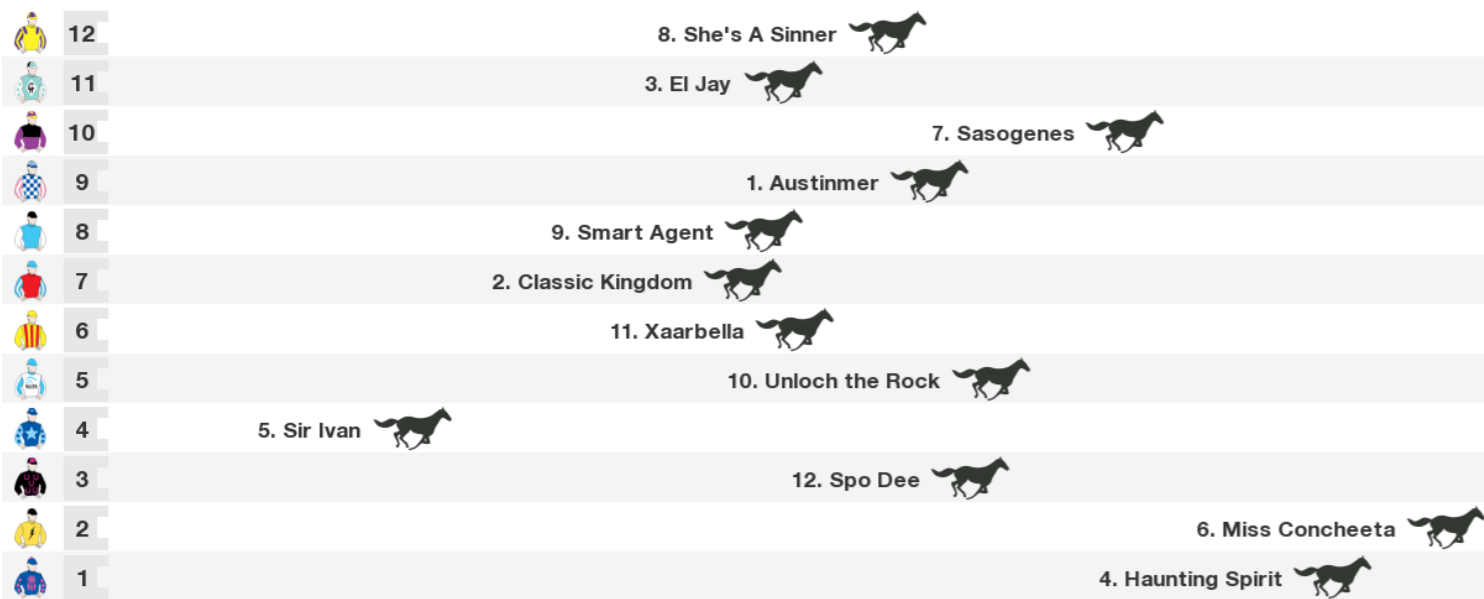 12 8. She's A Sinner
11 3. El Jay
10 7. Sasogenes
9 1. Austinmer
8 9. Smart Agent
7 2. Classic Kingdom
6 11. Xaarbella
5 10. Unloch the Rock
4 5. Sir Ivan
3 12. Spo Dee
2 6. Miss Concheeta
1 4. Haunting Spirit